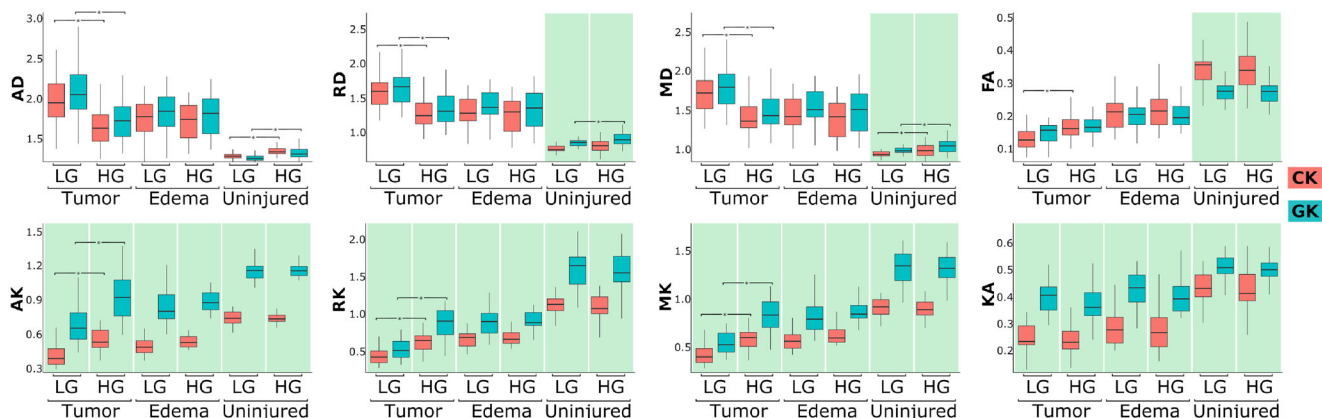 AD
2.5
2.0
1.5
* * * *
LG HG LG HG LG HG
Tumor Edema Uninjured
RD
2.5
2.0
1.5
1.0
* * *
LG HG LG HG LG HG
Tumor Edema Uninjured
MD
2.5
2.0
1.5
1.0
* * * *
LG HG LG HG LG HG
Tumor Edema Uninjured
FA
0.5
0.4
0.3
0.2
0.1
*
LG HG LG HG LG HG
Tumor Edema Uninjured
CK
GK
AK
1.5
1.2
0.9
0.6
0.3
* *
LG HG LG HG LG HG
Tumor Edema Uninjured
RK
2.0
1.5
1.0
0.5
* *
LG HG LG HG LG HG
Tumor Edema Uninjured
MK
1.5
1.0
0.5
* *
LG HG LG HG LG HG
Tumor Edema Uninjured
KA
0.6
0.5
0.4
0.3
0.2
LG HG LG HG LG HG
Tumor Edema Uninjured